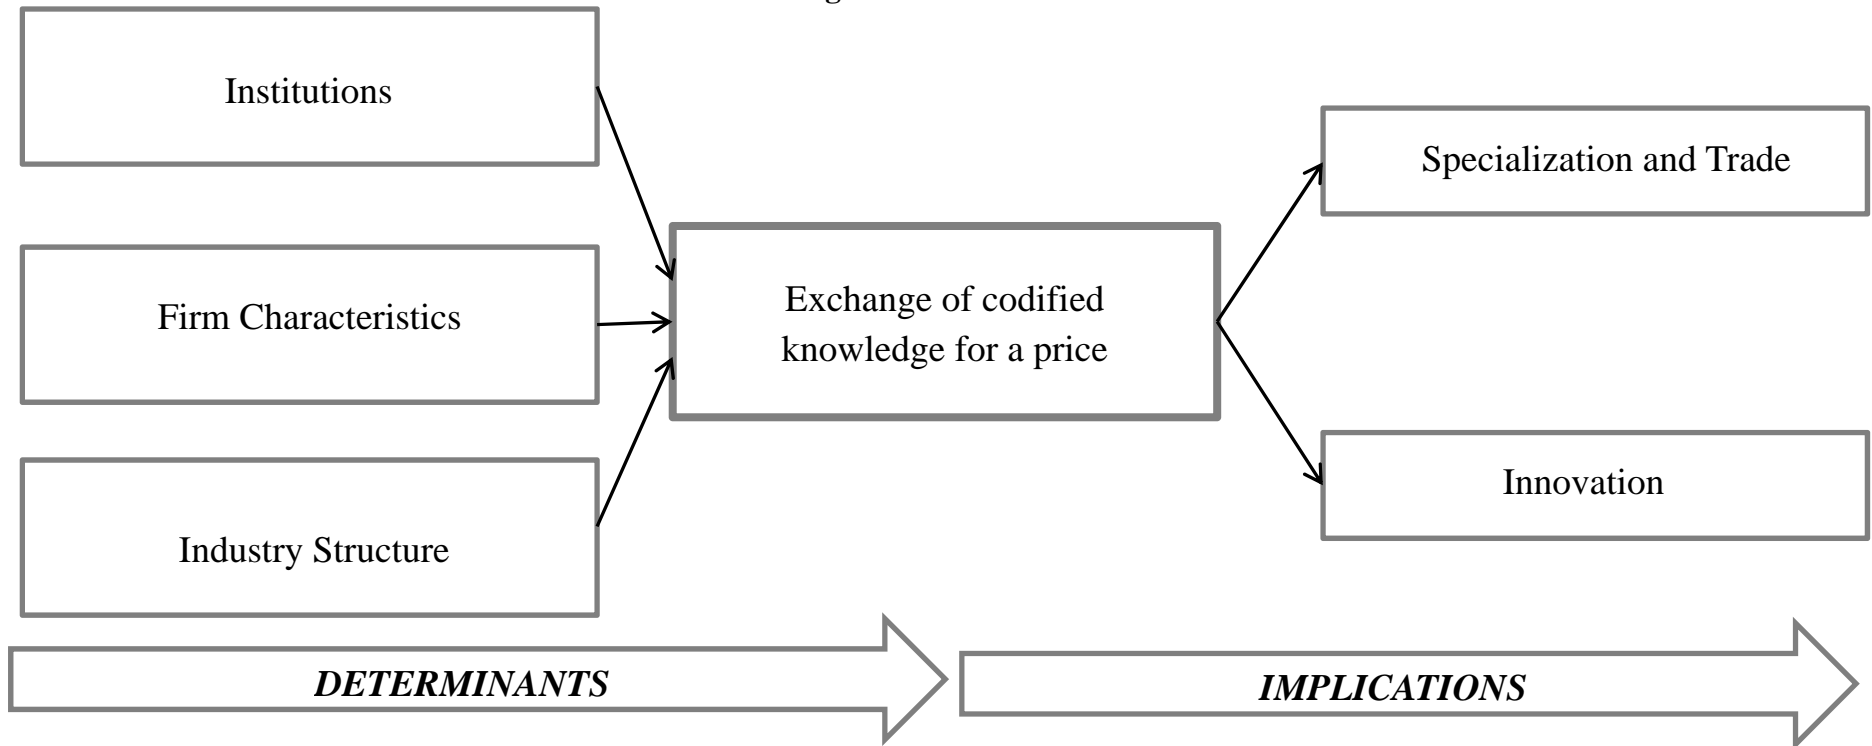 Institutions
Specialization and Trade
Firm Characteristics
Exchange of codified
knowledge for a price
Innovation
Industry Structure
DETERMINANTS
IMPLICATIONS